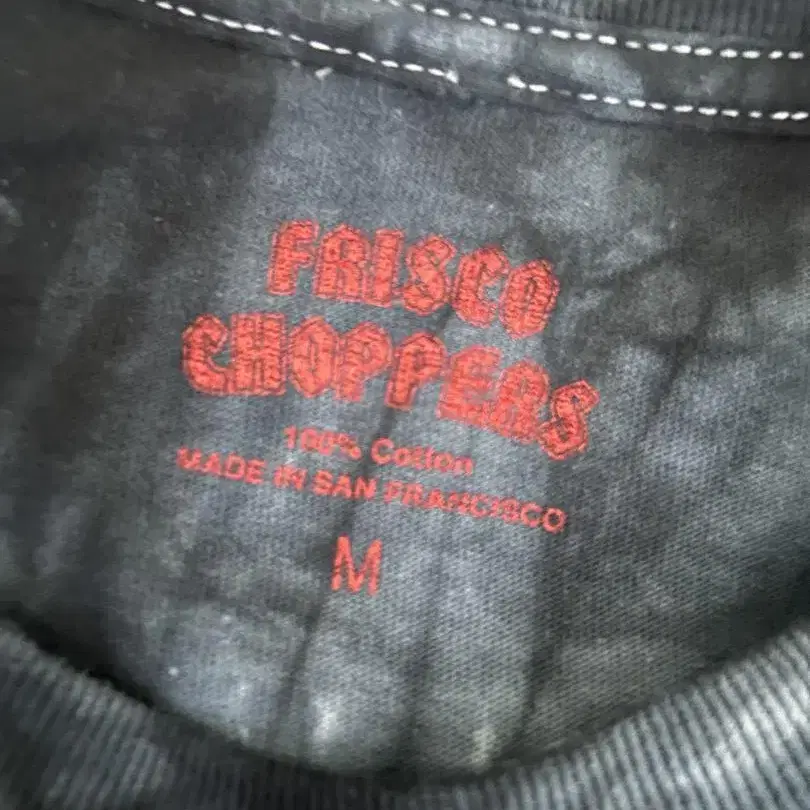 FRISCO
CHOPPERS
100% Cotton
MADE IN SAN FRANCISCO
M